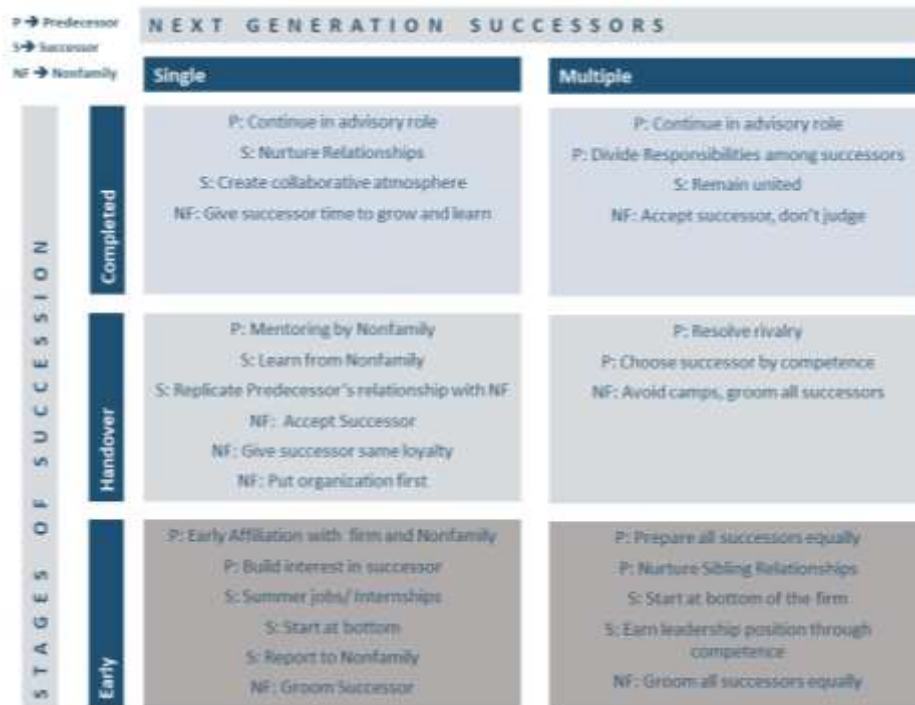 P → Predecessor
S → Successor
NF → Nonfamily
NEXT GENERATION SUCCESSORS
Single
Multiple
STAGES OF SUCCESSION
Completed
P: Continue in advisory role
S: Nurture Relationships
S: Create collaborative atmosphere
NF: Give successor time to grow and learn
P: Continue in advisory role
P: Divide Responsibilities among successors
S: Remain united
NF: Accept successor, don't judge
Handover
P: Mentoring by Nonfamily
S: Learn from Nonfamily
S: Replicate Predecessor's relationship with NF
NF: Accept Successor
NF: Give successor same loyalty
NF: Put organization first
P: Resolve rivalry
P: Choose successor by competence
NF: Avoid camps, groom all successors
Early
P: Early Affiliation with firm and Nonfamily
P: Build interest in successor
S: Summer jobs/ Internships
S: Start at bottom
S: Report to Nonfamily
NF: Groom Successor
P: Prepare all successors equally
P: Nurture Sibling Relationships
S: Start at bottom of the firm
S: Earn leadership position through
competence
NF: Groom all successors equally